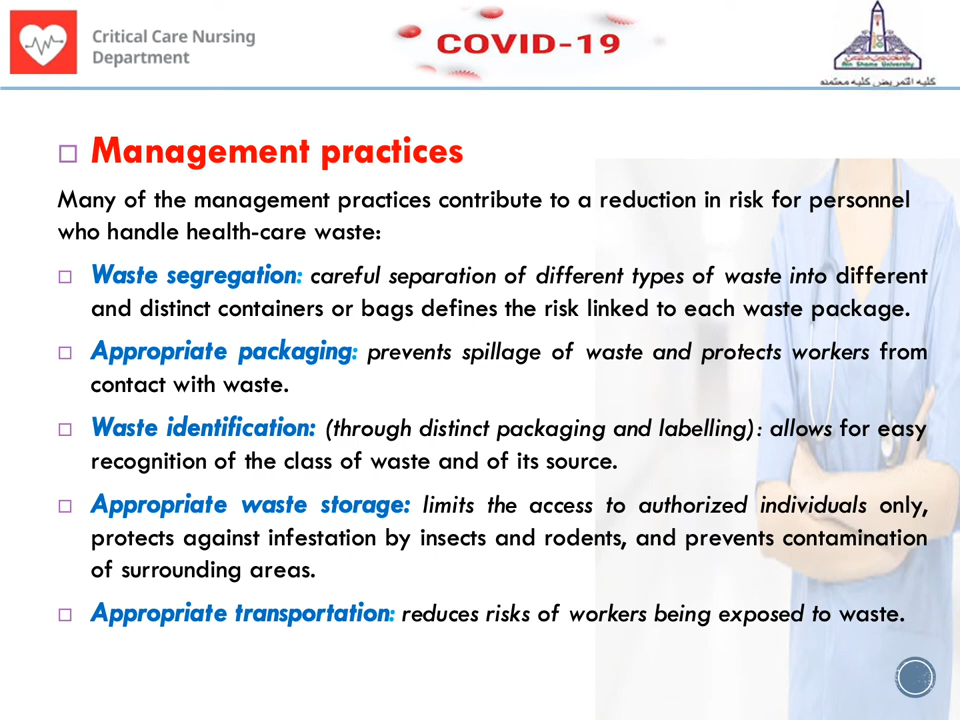 Critical Care Nursing
Department
COVID-19
Ain Shams University
كلية التمريض كلية معتمده
Management practices
Many of the management practices contribute to a reduction in risk for personnel
who handle health-care waste:
Waste segregation: careful separation of different types of waste into different
and distinct containers or bags defines the risk linked to each waste package.
Appropriate packaging: prevents spillage of waste and protects workers from
contact with waste.
Waste identification: (through distinct packaging and labelling): allows for easy
recognition of the class of waste and of its source.
Appropriate waste storage: limits the access to authorized individuals only,
protects against infestation by insects and rodents, and prevents contamination
of surrounding areas.
Appropriate transportation: reduces risks of workers being exposed to waste.